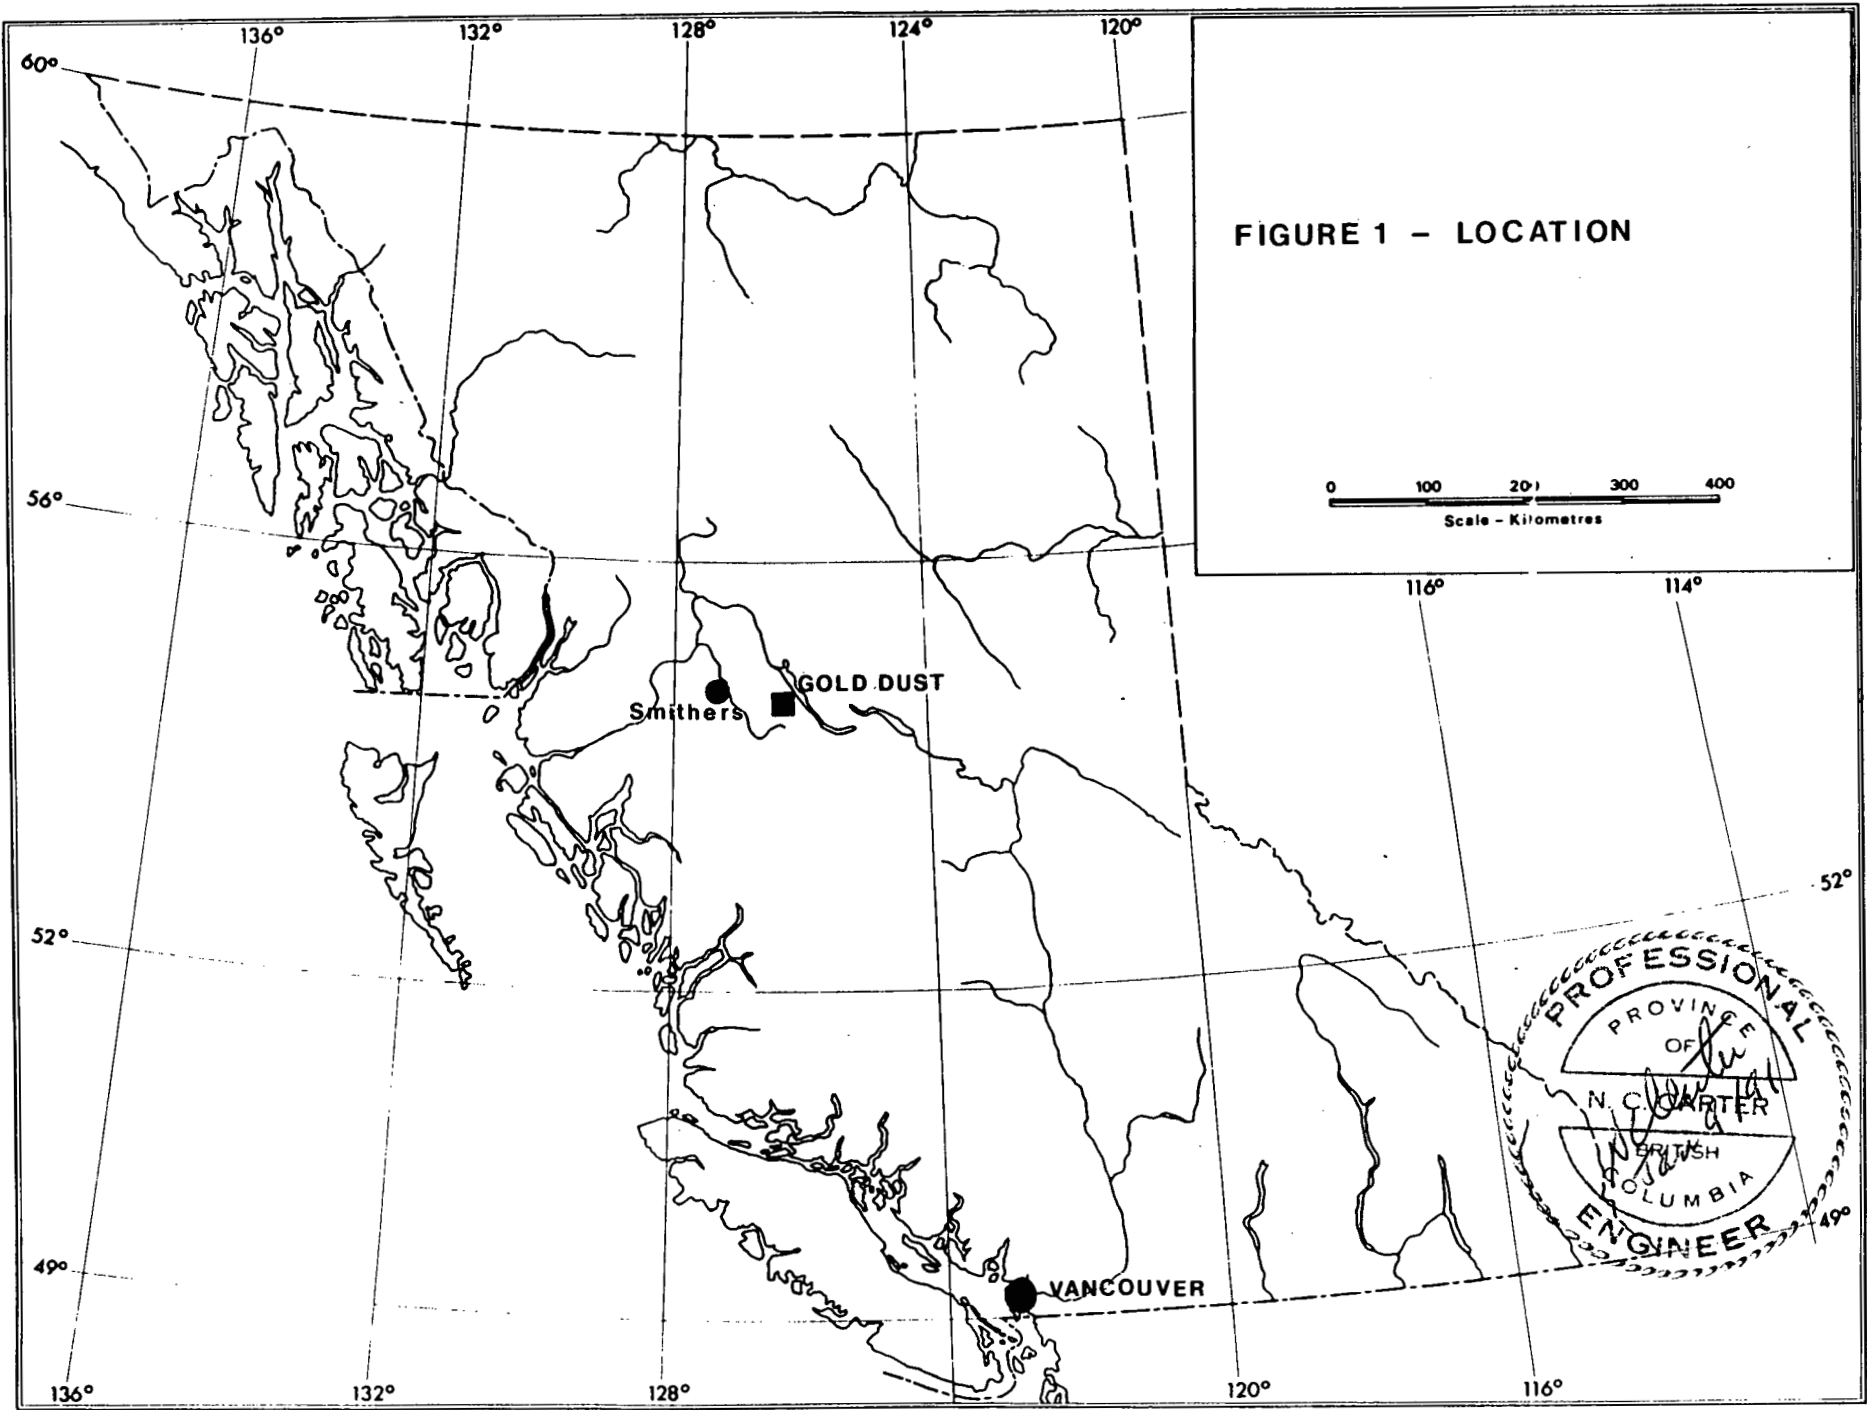 136° 132° 128° 124° 120°
60°
FIGURE 1 - LOCATION
0 100 200 300 400
Scale - Kilometres
56°
116° 114°
GOLD DUST
Smithers
52°
52°
PROFESSIONAL
PROVINCE
OF
N. C. CARTER
BRITISH
COLUMBIA
ENGINEER
49°
49°
VANCOUVER
136° 132° 128° 120° 116°